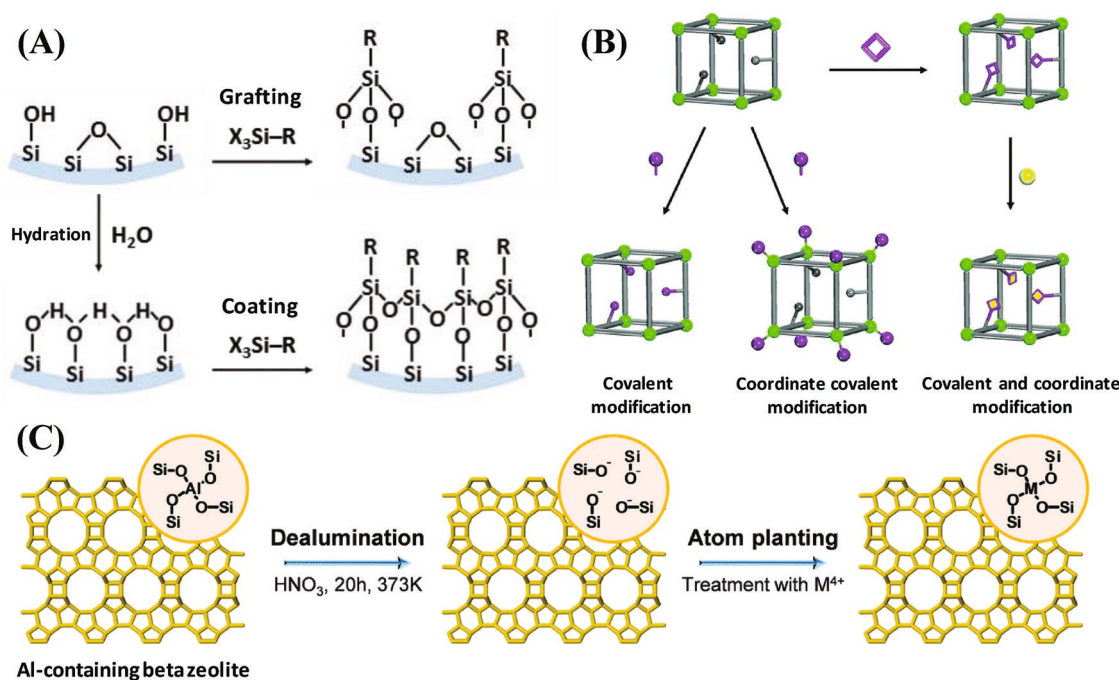 (A)
OH
OH
O
Si
Si
Si
Si
Grafting
X₃Si–R
R
R
Si
Si
O
O
O
O
O
O
O
Si
Si
Si
Si
Hydration
H₂O
H
H
H
O
O
O
O
Si
Si
Si
Si
Coating
X₃Si–R
R
R
R
R
Si
Si
Si
Si
O
O
O
O
O
O
O
O
O
Si
Si
Si
Si
(B)
Covalent
modification
Coordinate covalent
modification
Covalent and coordinate
modification
(C)
Si
Si-O
O
Al
O
O-Si
Si
Al-containing beta zeolite
Dealumination
HNO₃, 20h, 373K
Si
Si-O⁻
O⁻
O⁻
O⁻-Si
Si
Atom planting
Treatment with M⁴⁺
Si
Si-O
O
M
O
O-Si
Si